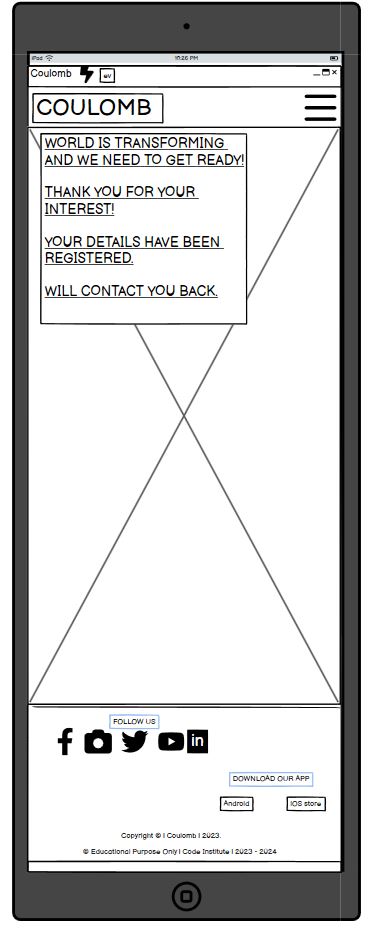 iPod 10:26 PM
Coulomb ev
COULOMB
WORLD IS TRANSFORMING
AND WE NEED TO GET READY!
THANK YOU FOR YOUR
INTEREST!
YOUR DETAILS HAVE BEEN
REGISTERED.
WILL CONTACT YOU BACK.
FOLLOW US
in
DOWNLOAD OUR APP
Android IOS store
Copyright © | Coulomb | 2023.
© Educational Purpose Only | Code Institute | 2023 - 2024